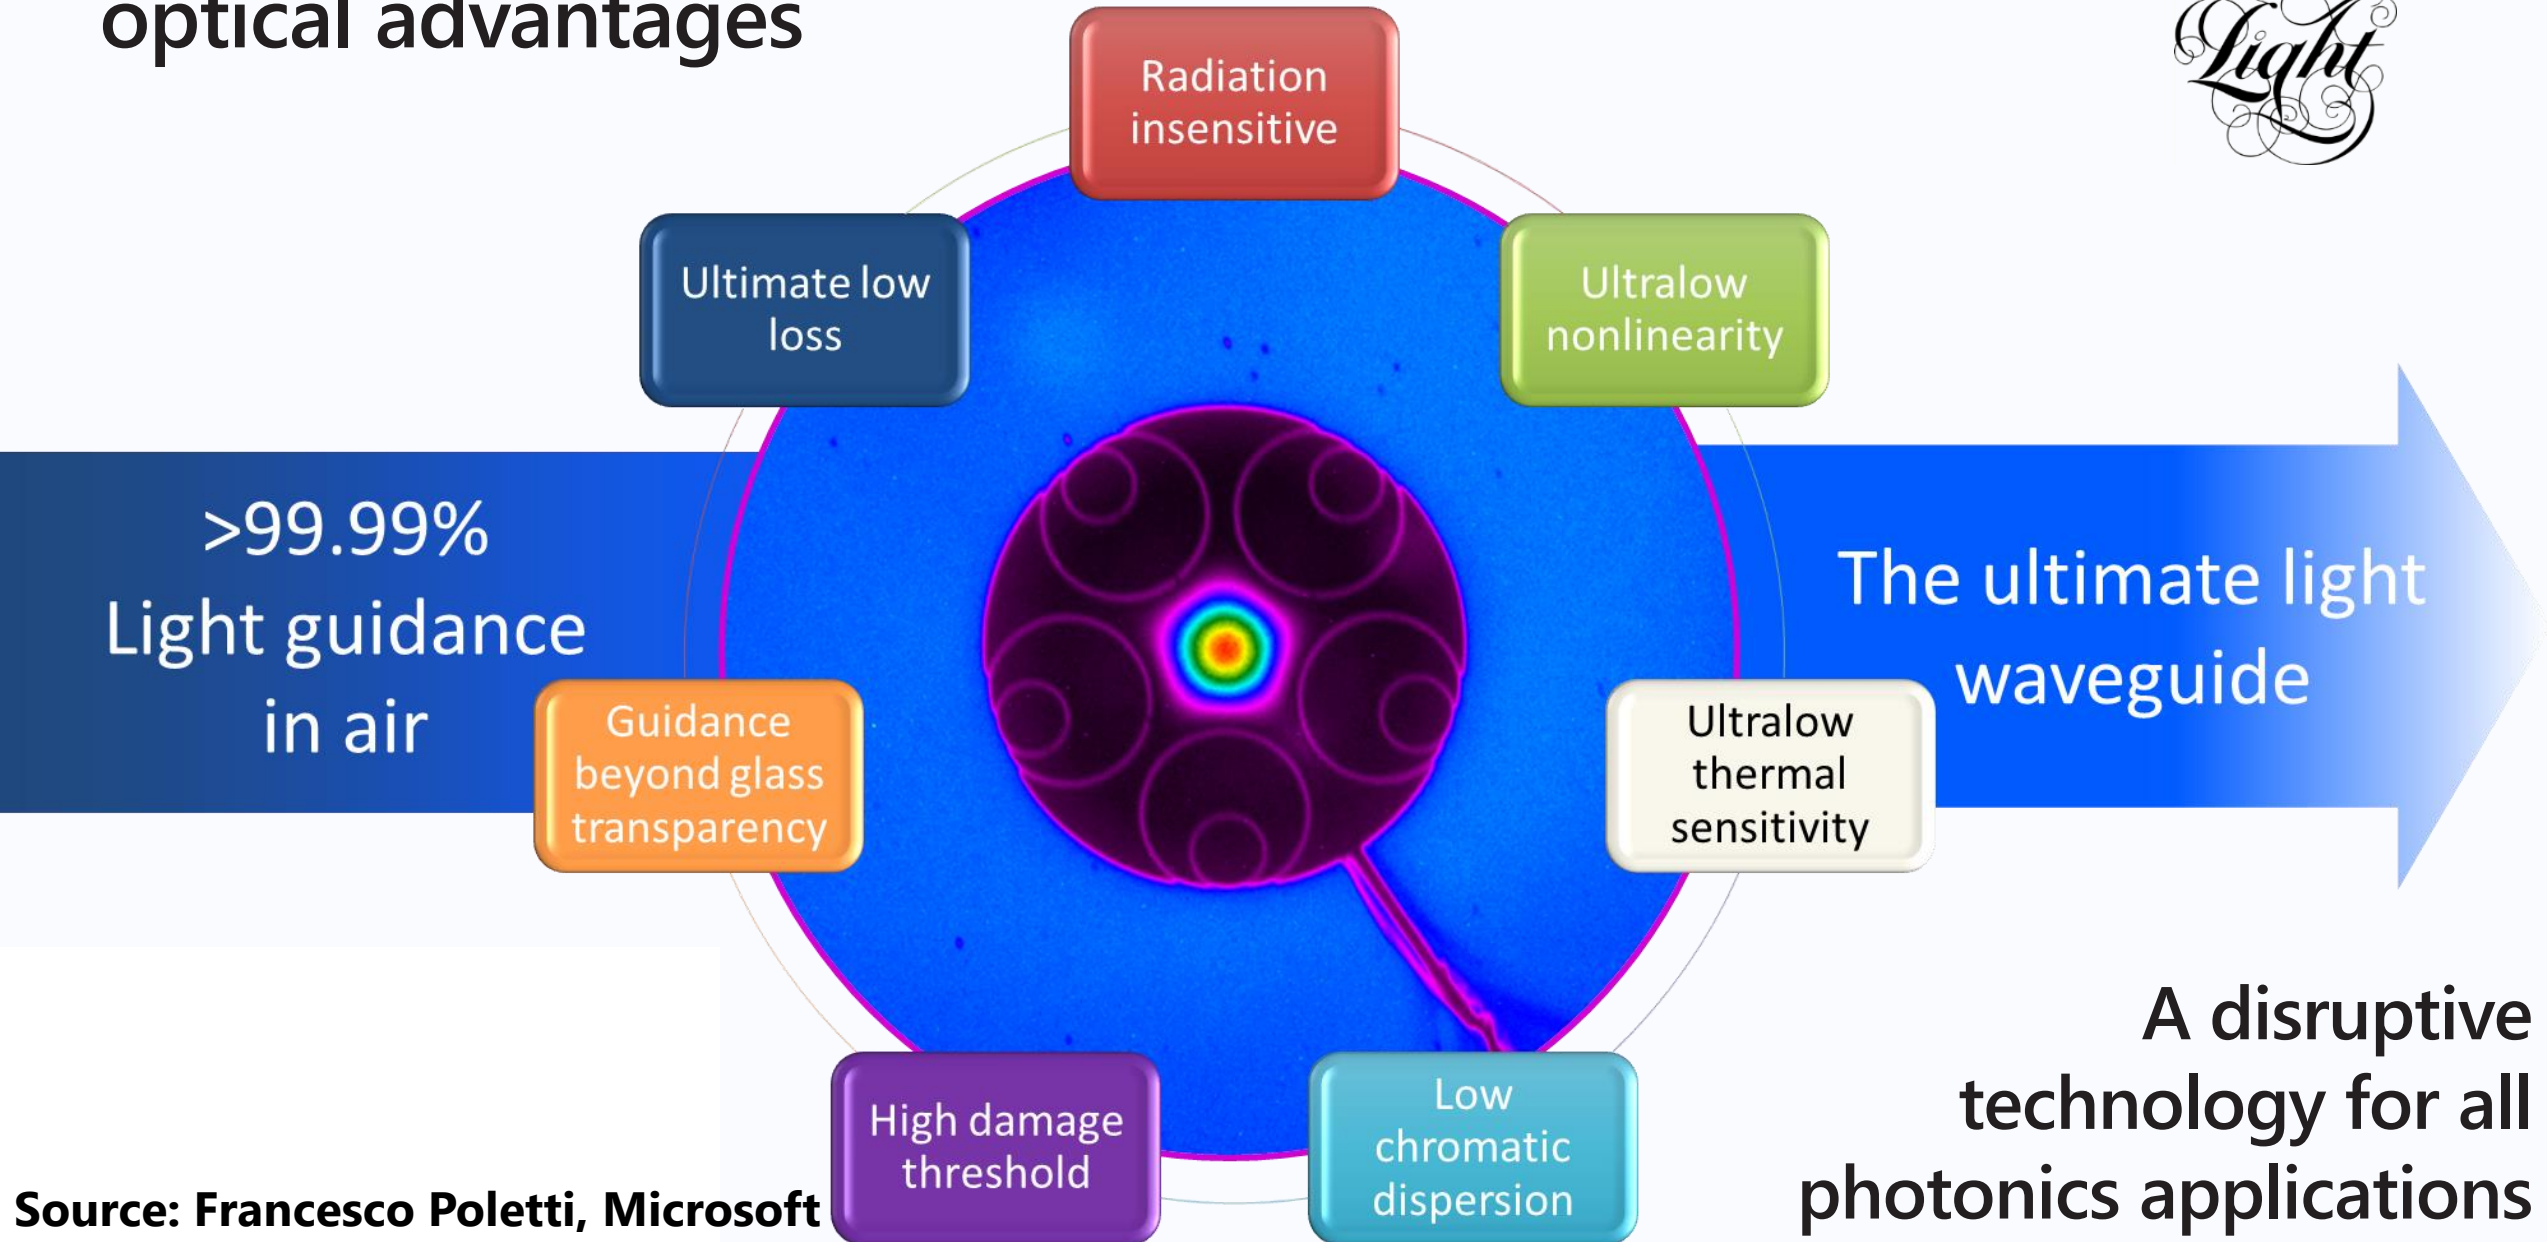 optical advantages
Light
Radiation
insensitive
Ultimate low
loss
Ultralow
nonlinearity
>99.99%
Light guidance
in air
The ultimate light
waveguide
Guidance
beyond glass
transparency
Ultralow
thermal
sensitivity
High damage
threshold
Low
chromatic
dispersion
A disruptive
technology for all
photonics applications
Source: Francesco Poletti, Microsoft